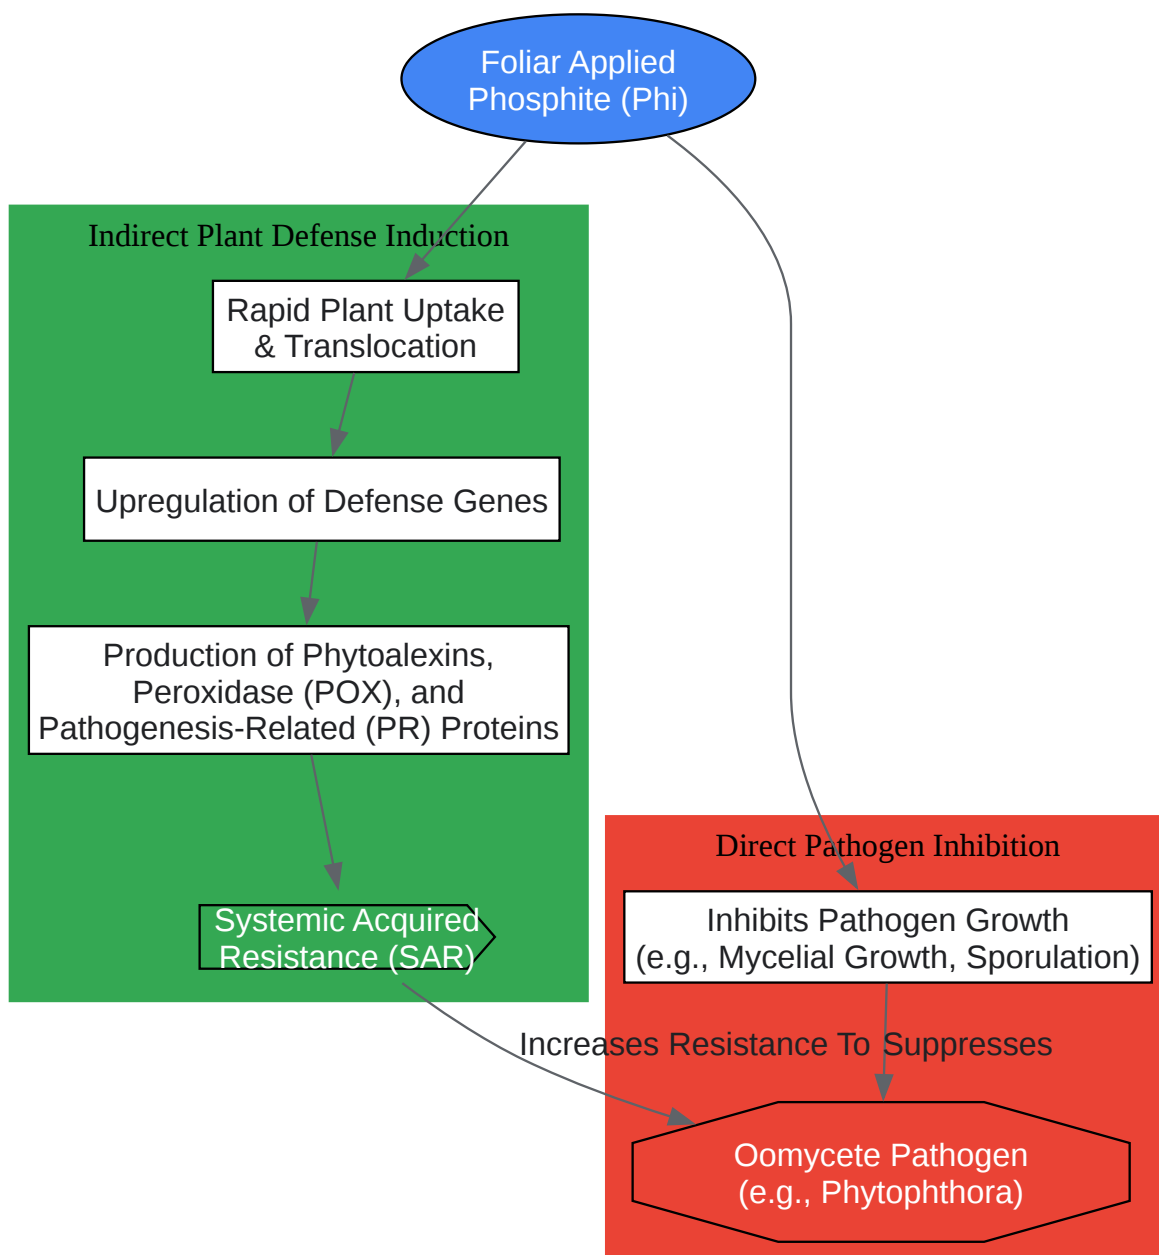 Foliar Applied
Phosphite (Phi)
Indirect Plant Defense Induction
Rapid Plant Uptake
& Translocation
Upregulation of Defense Genes
Production of Phytoalexins,
Peroxidase (POX), and
Pathogenesis-Related (PR) Proteins
Systemic Acquired
Resistance (SAR)
Direct Pathogen Inhibition
Inhibits Pathogen Growth
(e.g., Mycelial Growth, Sporulation)
Increases Resistance To
Suppresses
Oomycete Pathogen
(e.g., Phytophthora)